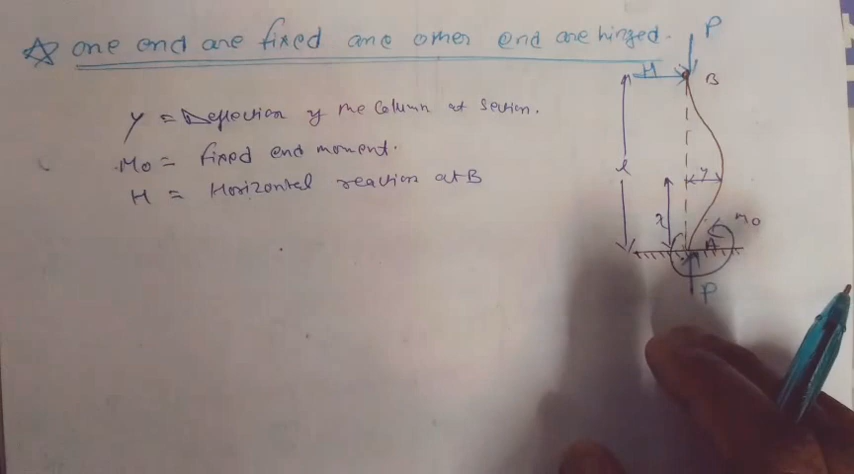 one end are fixed and other end are hinged.
P
H
B
y = Deflection of the column at section.
Mo = fixed end moment.
H = Horizontal reaction at B
l
y
x
Mo
A
P